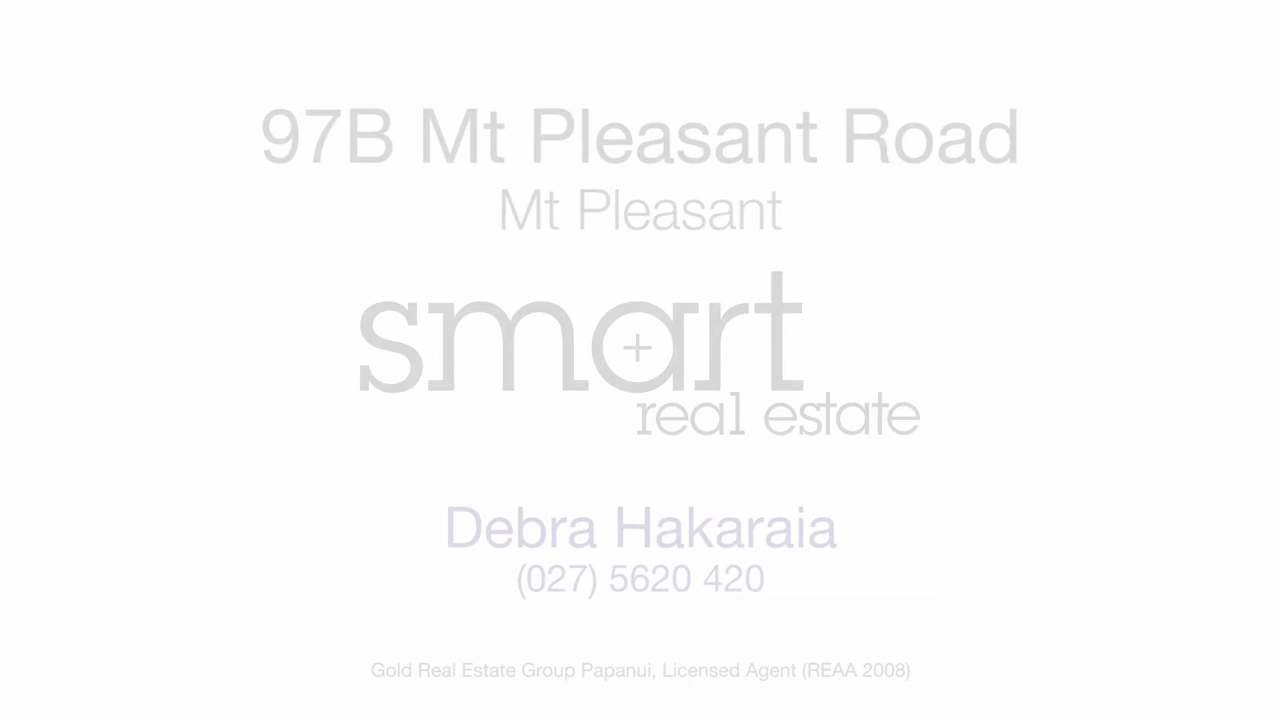 97B Mt Pleasant Road
Mt Pleasant
smart
real estate
Debra Hakaraia
(027) 5620 420
Gold Real Estate Group Papanui, Licensed Agent (REAA 2008)